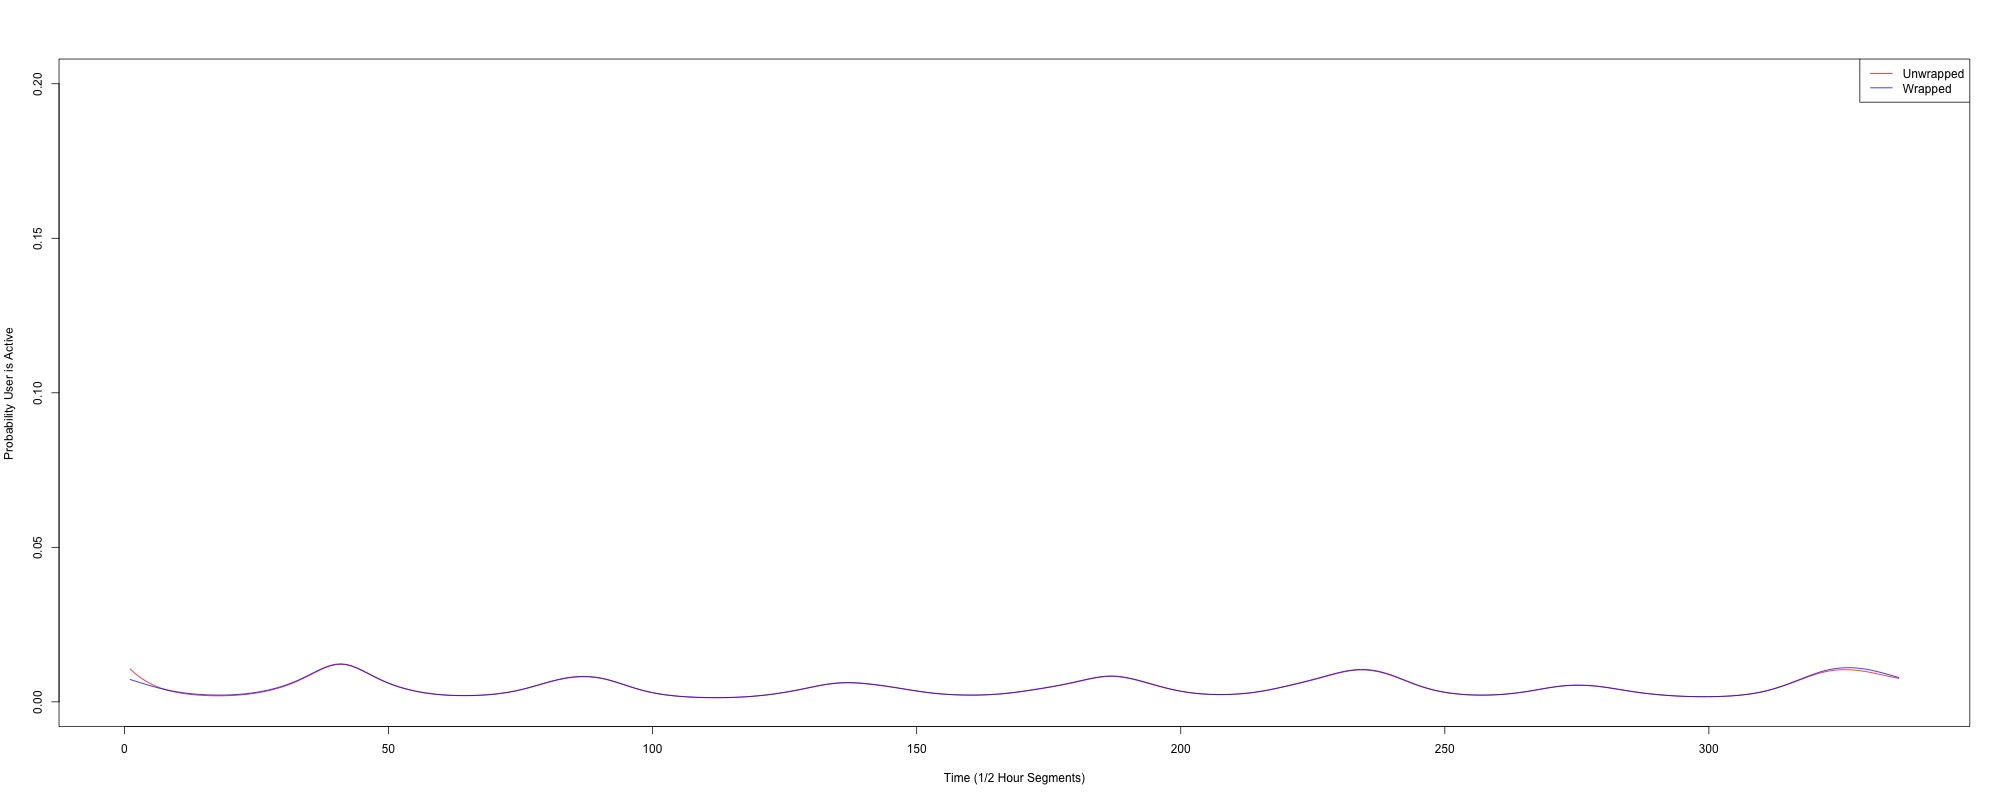 Unwrapped
Wrapped
0.20
0.15
0.10
0.05
0.00
Probability User is Active
0 50 100 150 200 250 300
Time (1/2 Hour Segments)